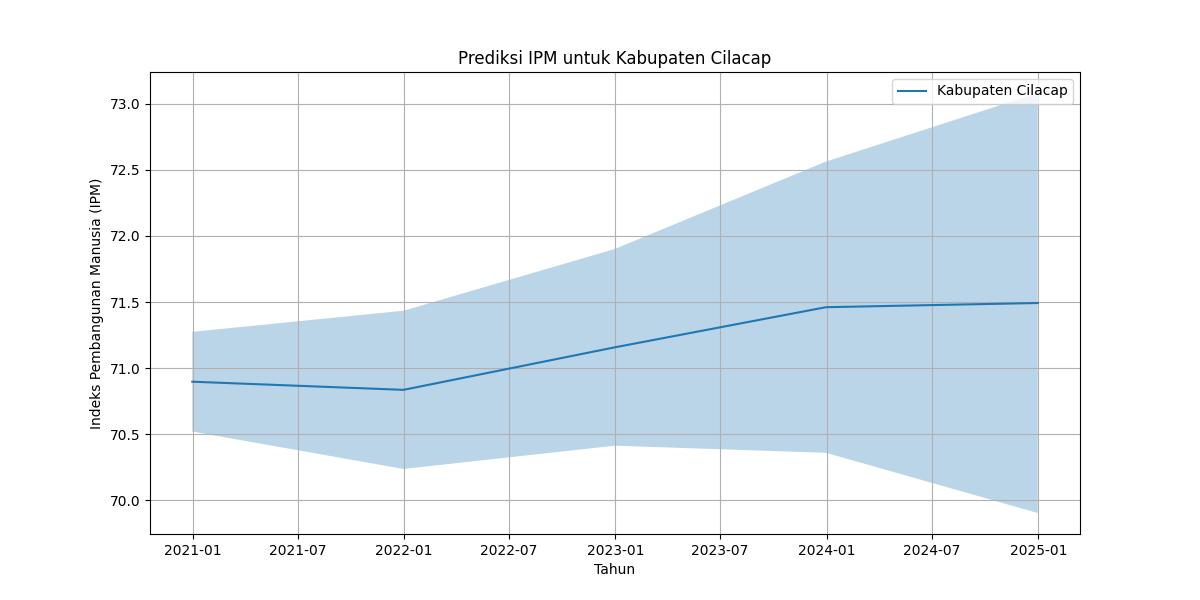 Prediksi IPM untuk Kabupaten Cilacap
Kabupaten Cilacap
73.0
72.5
72.0
71.5
71.0
70.5
70.0
Indeks Pembangunan Manusia (IPM)
2021-01 2021-07 2022-01 2022-07 2023-01 2023-07 2024-01 2024-07 2025-01
Tahun